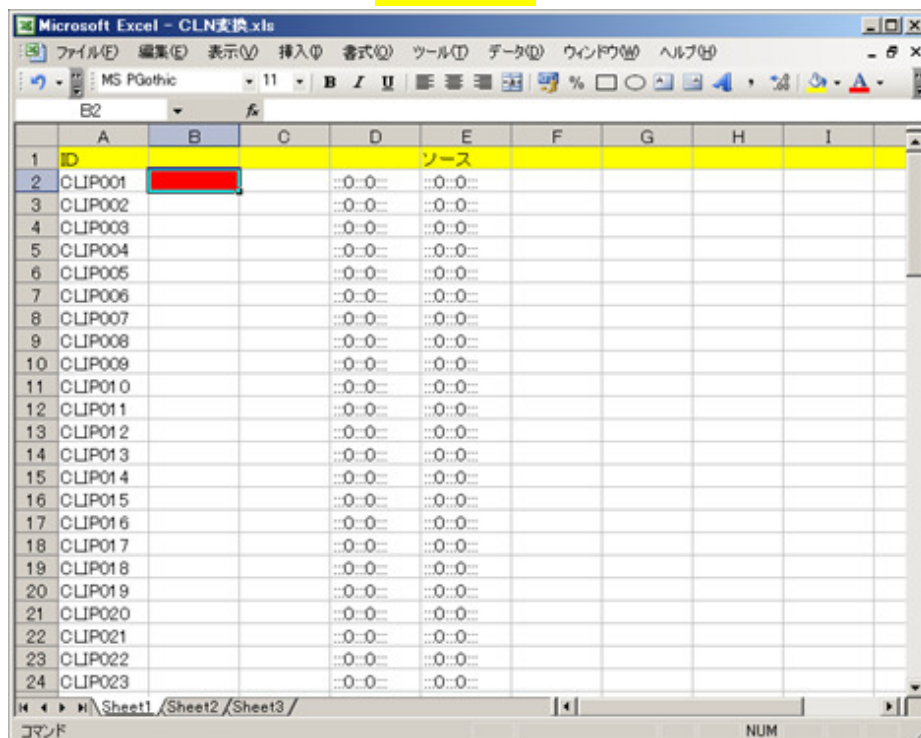 Microsoft Excel - CLN変換.xls
ファイル(F) 編集(E) 表示(V) 挿入(I) 書式(O) ツール(T) データ(D) ウィンドウ(W) ヘルプ(H)
MS PGothic 11 B I U % A
B2 fx
A B C D E F G H I
1 ID ソース
2 CLIP001 :::0:::0::: :::0:::0:::
3 CLIP002 :::0:::0::: :::0:::0:::
4 CLIP003 :::0:::0::: :::0:::0:::
5 CLIP004 :::0:::0::: :::0:::0:::
6 CLIP005 :::0:::0::: :::0:::0:::
7 CLIP006 :::0:::0::: :::0:::0:::
8 CLIP007 :::0:::0::: :::0:::0:::
9 CLIP008 :::0:::0::: :::0:::0:::
10 CLIP009 :::0:::0::: :::0:::0:::
11 CLIP010 :::0:::0::: :::0:::0:::
12 CLIP011 :::0:::0::: :::0:::0:::
13 CLIP012 :::0:::0::: :::0:::0:::
14 CLIP013 :::0:::0::: :::0:::0:::
15 CLIP014 :::0:::0::: :::0:::0:::
16 CLIP015 :::0:::0::: :::0:::0:::
17 CLIP016 :::0:::0::: :::0:::0:::
18 CLIP017 :::0:::0::: :::0:::0:::
19 CLIP018 :::0:::0::: :::0:::0:::
20 CLIP019 :::0:::0::: :::0:::0:::
21 CLIP020 :::0:::0::: :::0:::0:::
22 CLIP021 :::0:::0::: :::0:::0:::
23 CLIP022 :::0:::0::: :::0:::0:::
24 CLIP023 :::0:::0::: :::0:::0:::
Sheet1 Sheet2 Sheet3
コマンド NUM